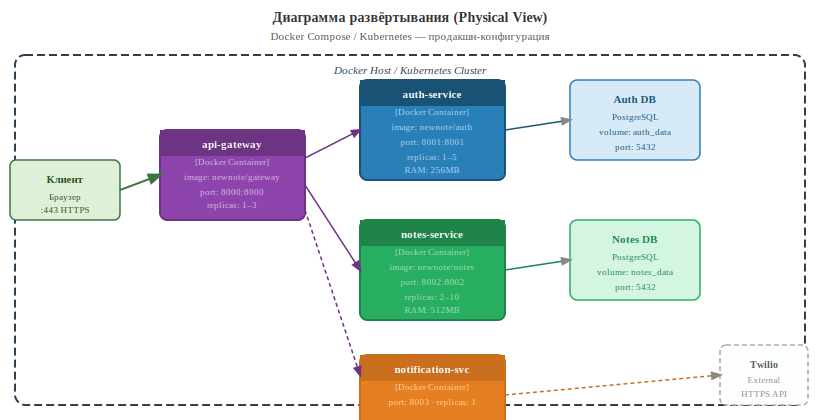 Диаграмма развёртывания (Physical View)
Docker Compose / Kubernetes — продакшн-конфигурация
Docker Host / Kubernetes Cluster
Клиент
Браузер
:443 HTTPS
api-gateway
[Docker Container]
image: newnote/gateway
port: 8000:8000
replicas: 1–3
auth-service
[Docker Container]
image: newnote/auth
port: 8001:8001
replicas: 1–5
RAM: 256MB
Auth DB
PostgreSQL
volume: auth_data
port: 5432
notes-service
[Docker Container]
image: newnote/notes
port: 8002:8002
replicas: 2–10
RAM: 512MB
Notes DB
PostgreSQL
volume: notes_data
port: 5432
notification-svc
[Docker Container]
port: 8003 · replicas: 1
Twilio
External
HTTPS API